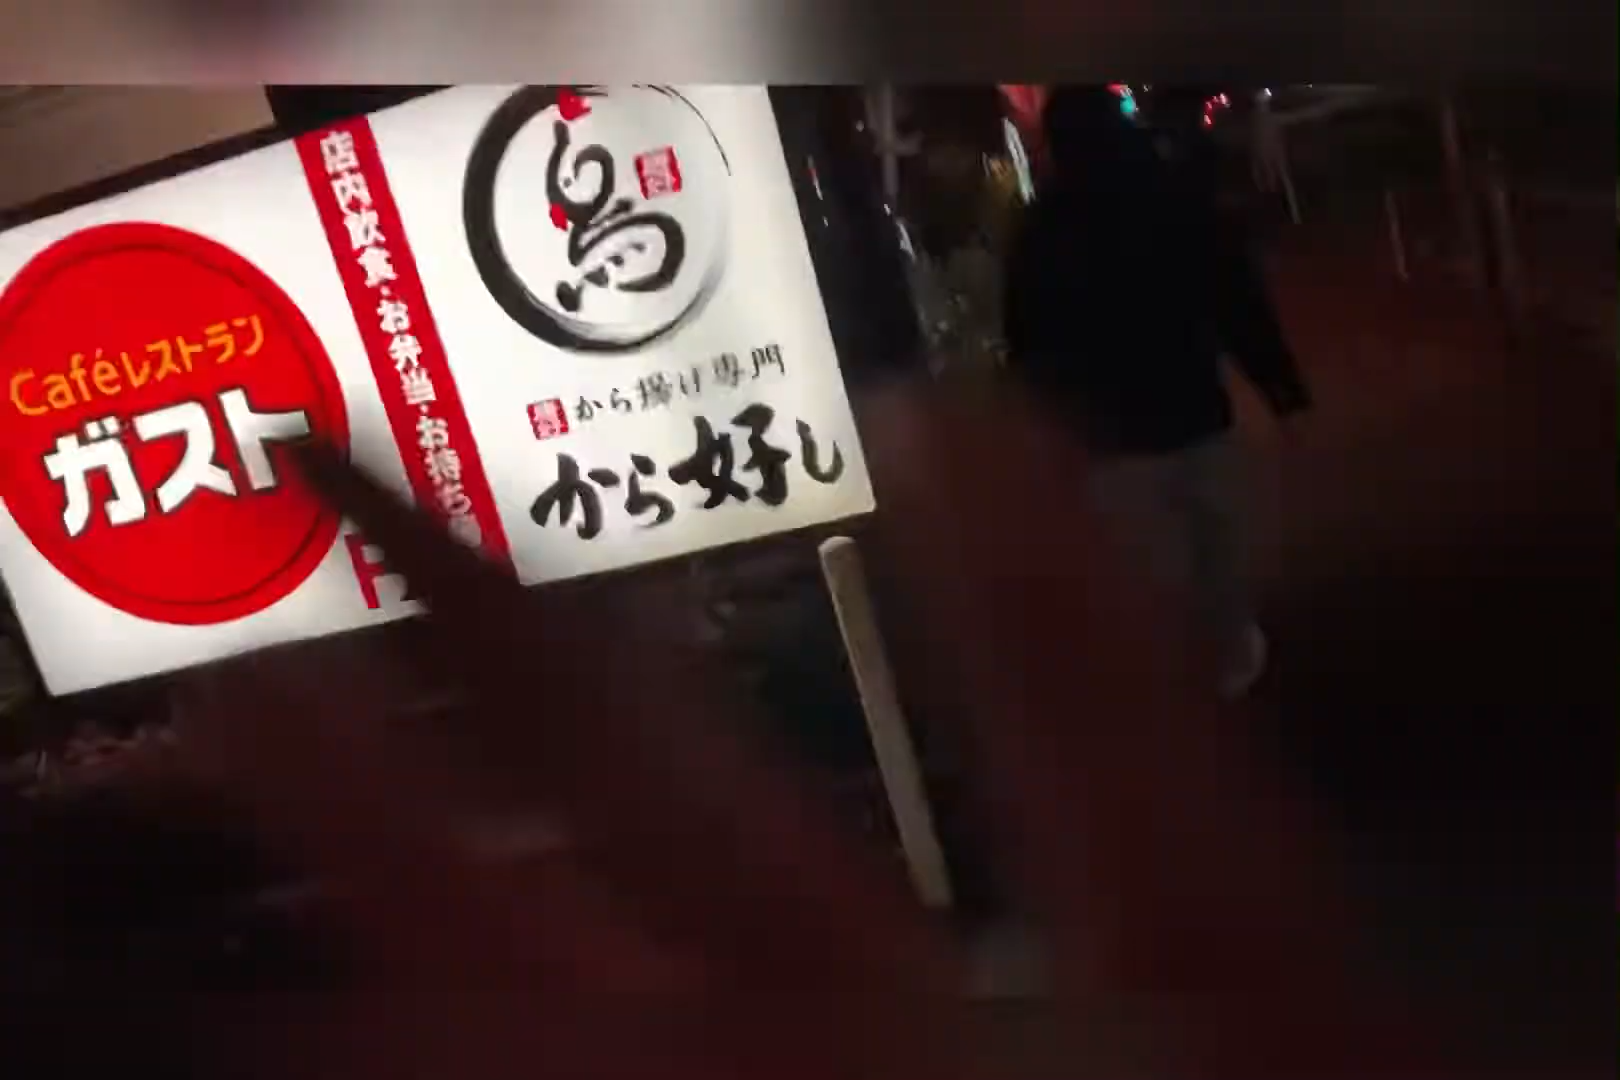 Caféレストラン
ガスト
店内飲食・お弁当・お持ち
P
鳥
から揚げ専門
から好し